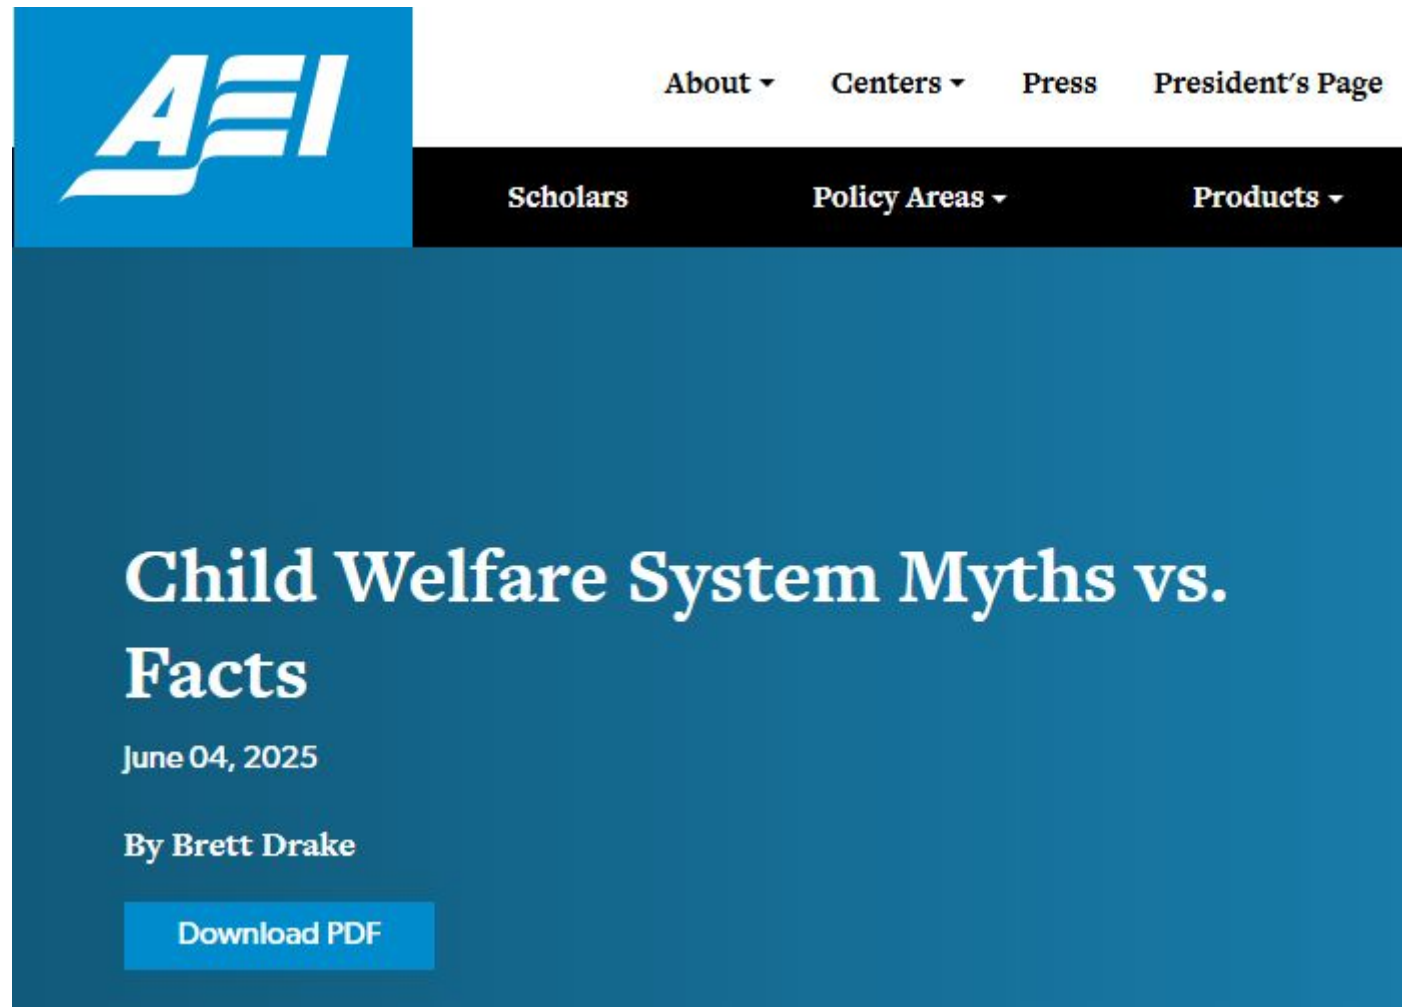 AEI
About Centers Press President's Page
Scholars Policy Areas Products
Child Welfare System Myths vs.
Facts
June 04, 2025
By Brett Drake
Download PDF